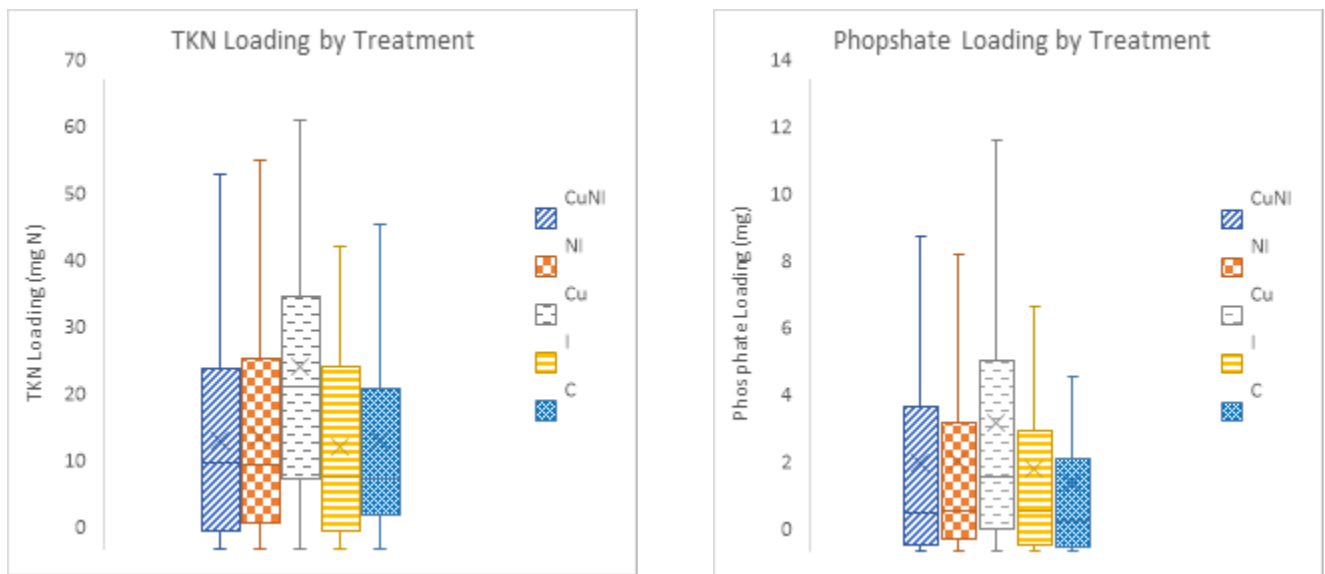 TKN Loading by Treatment
70
60
50
40
30
20
10
0
TKN Loading (mg N)
CuNI
NI
Cu
I
C
Phopshate Loading by Treatment
14
12
10
8
6
4
2
0
Phosphate Loading (mg)
CuNI
NI
Cu
I
C